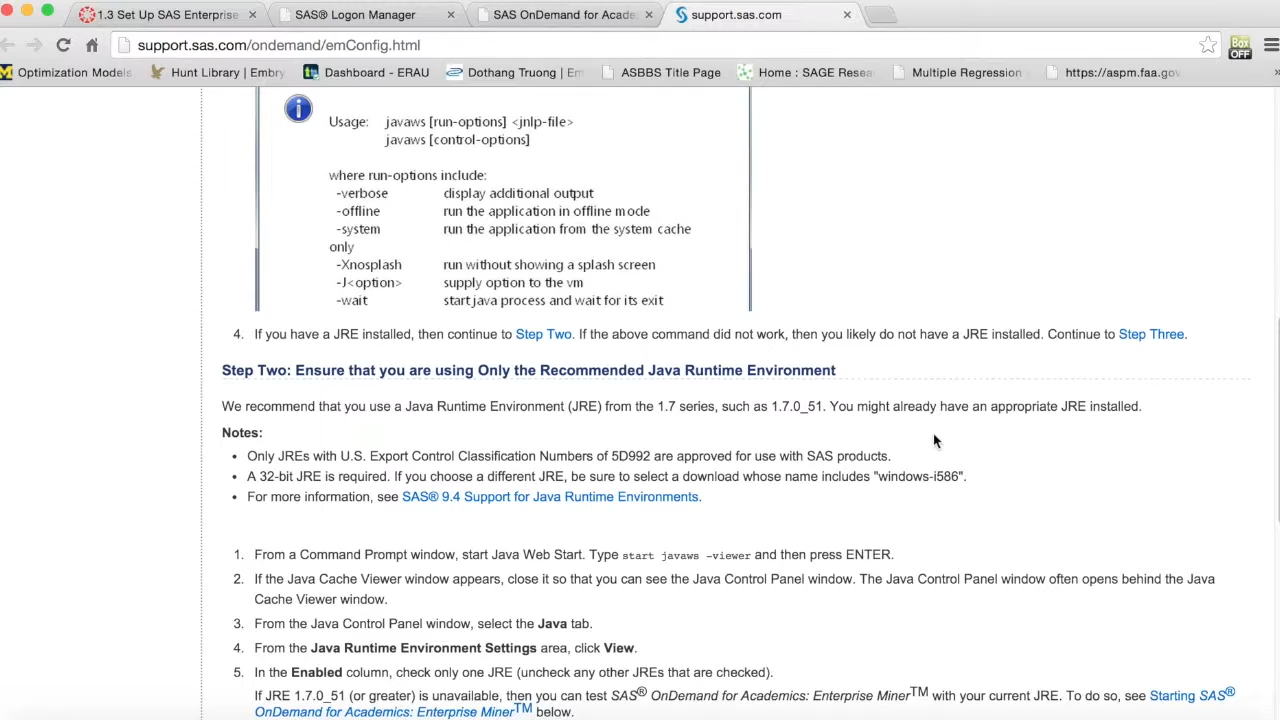 1.3 Set Up SAS Enterprise
SAS® Logon Manager
SAS OnDemand for Acade
support.sas.com
support.sas.com/ondemand/emConfig.html
Box OFF
Optimization Models
Hunt Library | Embry
Dashboard - ERAU
Dothang Truong | Em
ASBBS Title Page
Home : SAGE Resea
Multiple Regression
https://aspm.faa.gov
Usage: javaws [run-options] <jnlp-file>
javaws [control-options]
where run-options include:
-verbose display additional output
-offline run the application in offline mode
-system run the application from the system cache
only
-Xnosplash run without showing a splash screen
-J<option> supply option to the vm
-wait start java process and wait for its exit
4. If you have a JRE installed, then continue to Step Two. If the above command did not work, then you likely do not have a JRE installed. Continue to Step Three.
Step Two: Ensure that you are using Only the Recommended Java Runtime Environment
We recommend that you use a Java Runtime Environment (JRE) from the 1.7 series, such as 1.7.0_51. You might already have an appropriate JRE installed.
Notes:
• Only JREs with U.S. Export Control Classification Numbers of 5D992 are approved for use with SAS products.
• A 32-bit JRE is required. If you choose a different JRE, be sure to select a download whose name includes "windows-i586".
• For more information, see SAS® 9.4 Support for Java Runtime Environments.
1. From a Command Prompt window, start Java Web Start. Type start javaws -viewer and then press ENTER.
2. If the Java Cache Viewer window appears, close it so that you can see the Java Control Panel window. The Java Control Panel window often opens behind the Java
Cache Viewer window.
3. From the Java Control Panel window, select the Java tab.
4. From the Java Runtime Environment Settings area, click View.
5. In the Enabled column, check only one JRE (uncheck any other JREs that are checked).
If JRE 1.7.0_51 (or greater) is unavailable, then you can test SAS® OnDemand for Academics: Enterprise Miner™ with your current JRE. To do so, see Starting SAS®
OnDemand for Academics: Enterprise Miner™ below.